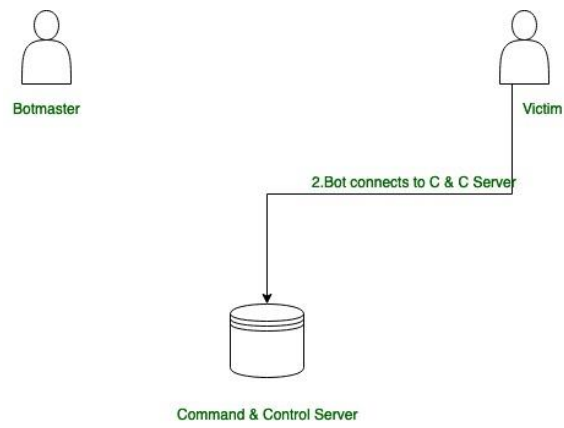 Botmaster
Victim
2.Bot connects to C & C Server
Command & Control Server